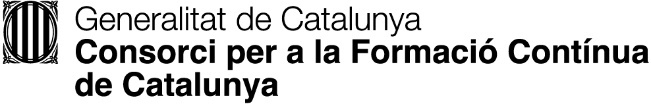 Generalitat de Catalunya
Consorci per a la Formació Contínua
de Catalunya